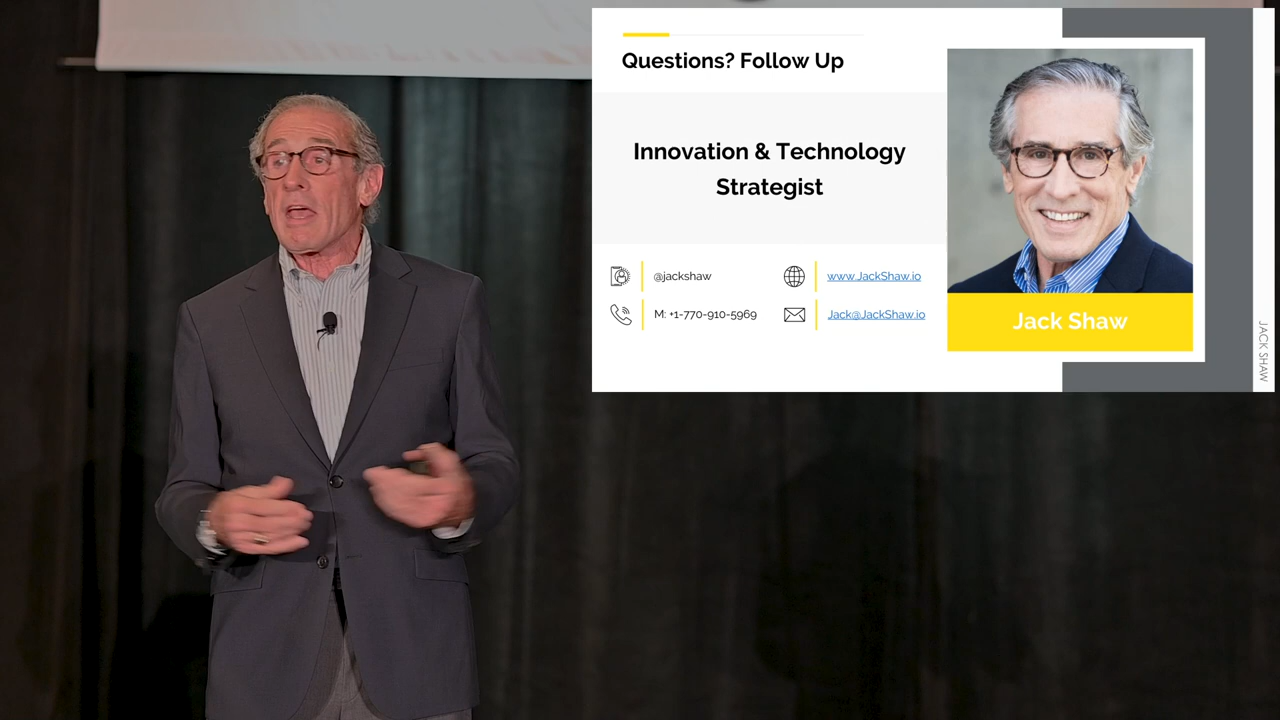 Questions? Follow Up
Innovation & Technology
Strategist
@jackshaw
www.JackShaw.io
M: +1-770-910-5969
Jack@JackShaw.io
Jack Shaw
JACK SHAW